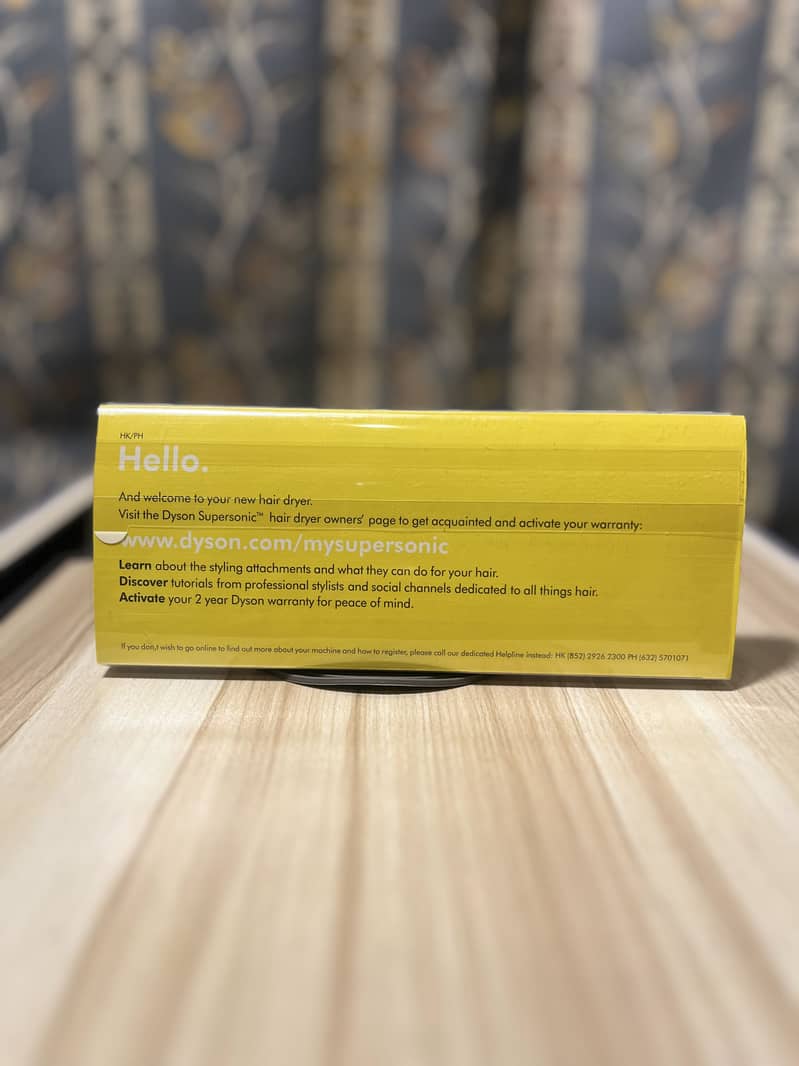 HK/PH
Hello.
And welcome to your new hair dryer.
Visit the Dyson Supersonic™ hair dryer owners' page to get acquainted and activate your warranty:
www.dyson.com/mysupersonic
Learn about the styling attachments and what they can do for your hair.
Discover tutorials from professional stylists and social channels dedicated to all things hair.
Activate your 2 year Dyson warranty for peace of mind.
If you don,t wish to go online to find out more about your machine and how to register, please call our dedicated Helpline instead: HK (852) 2926 2300 PH (632) 5701071